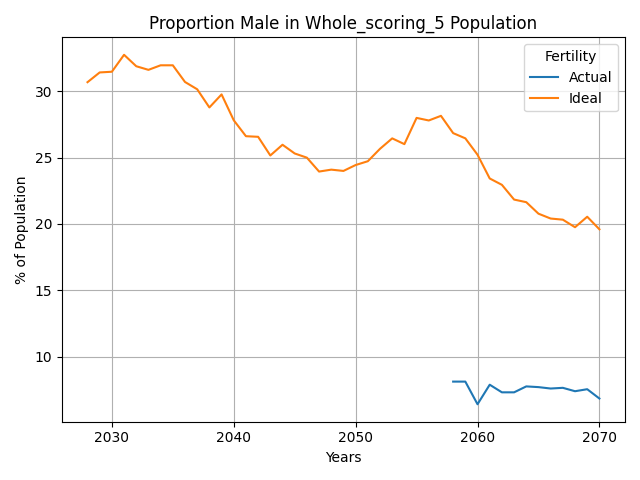 Proportion Male in Whole_scoring_5 Population
Fertility
Actual
Ideal
% of Population
30
25
20
15
10
2030 2040 2050 2060 2070
Years